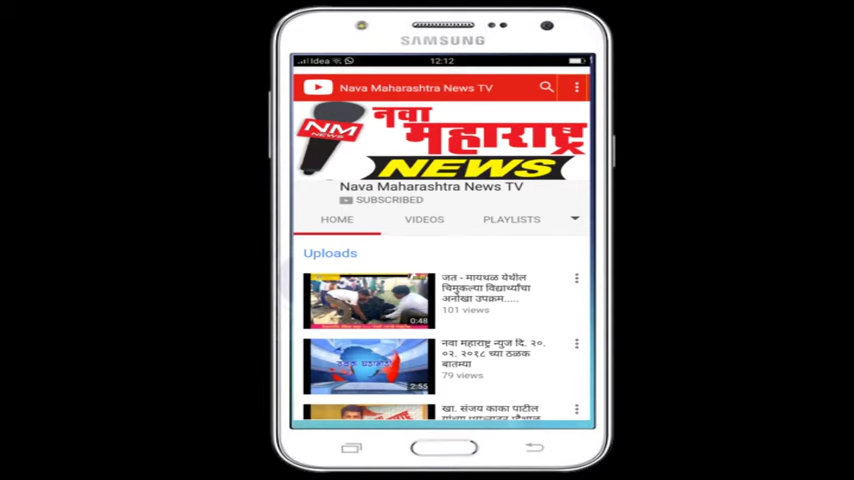 SAMSUNG
Idea
12:12
Nava Maharashtra News TV
NM
NEWS
नवा
महाराष्ट्र
NEWS
Nava Maharashtra News TV
SUBSCRIBED
HOME VIDEOS PLAYLISTS
Uploads
जत - मायथळ येथील
चिमुकल्या विद्यार्थ्यांचा
अनोखा उपक्रम.....
101 views
0:48
नवा महाराष्ट्र न्युज दि. २०.
०२. २०१८ च्या ठळक
बातम्या
79 views
2:55
खा. संजय काका पाटील